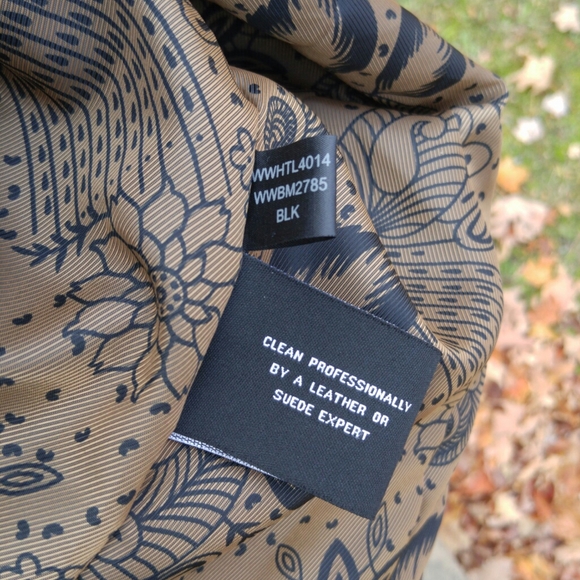 WWHTL4014
WWBM2785
BLK
CLEAN PROFESSIONALLY
BY A LEATHER OR
SUEDE EXPERT